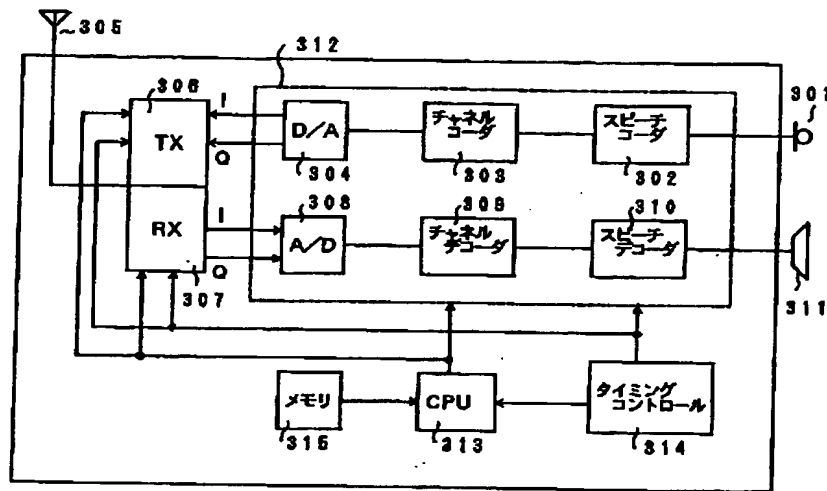 305
312
306
TX
I
Q
D/A
304
チャネル
コーダ
303
スピーチ
コーダ
302
301
RX
307
I
Q
308
A/D
309
チャネル
デコーダ
310
スピーチ
デコーダ
311
メモリ
315
CPU
313
タイミング
コントロール
314